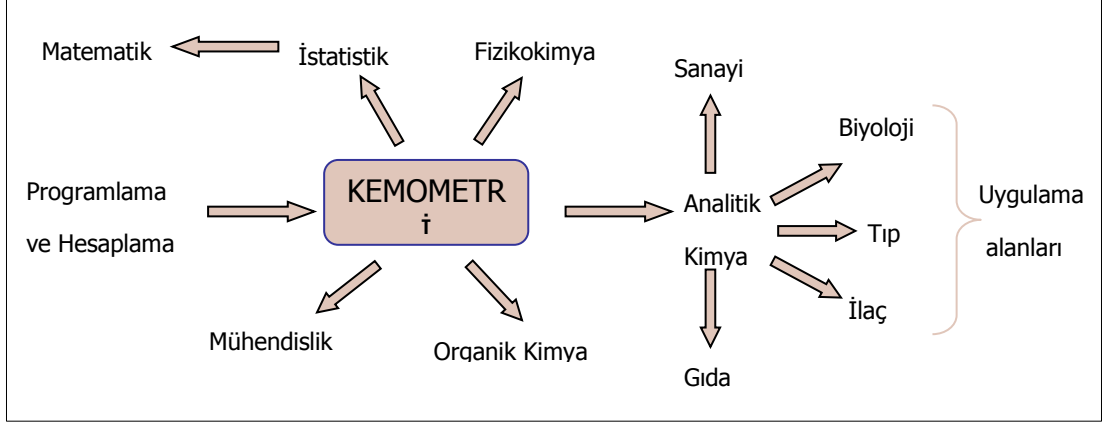 Matematik
İstatistik
Fizikokimya
Sanayi
Biyoloji
Programlama
ve Hesaplama
KEMOMETR
İ
Analitik
Kimya
Tıp
İlaç
Uygulama
alanları
Mühendislik
Organik Kimya
Gıda